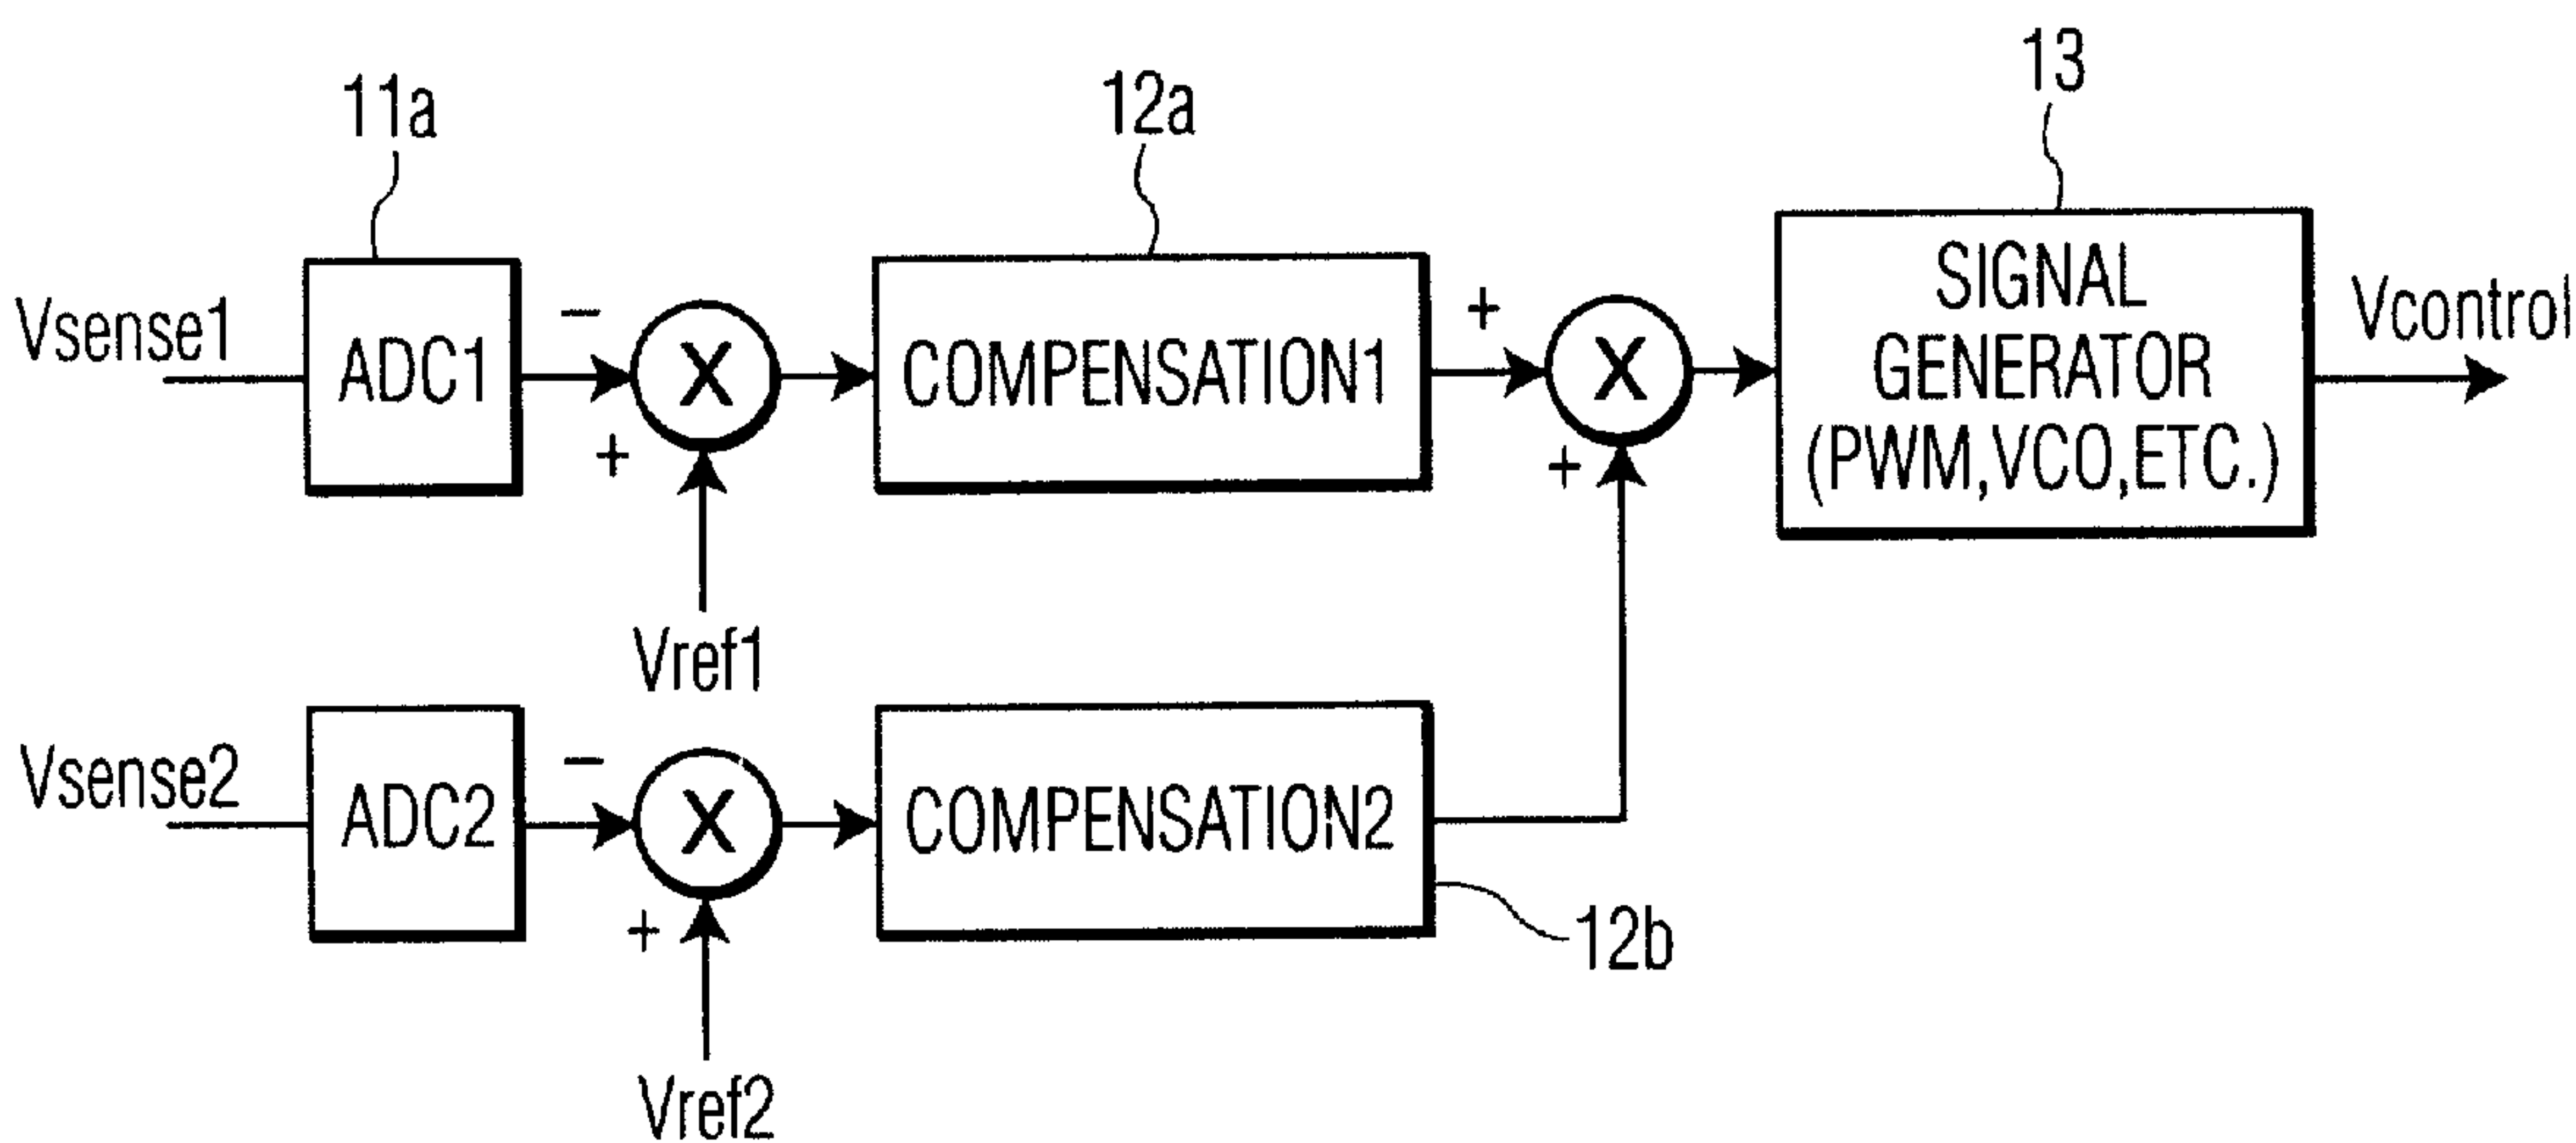 11a
12a
13
Vsense1
ADC1
−
X
+
COMPENSATION1
+
X
+
SIGNAL
GENERATOR
(PWM,VCO,ETC.)
Vcontrol
Vref1
Vsense2
ADC2
−
X
+
COMPENSATION2
12b
Vref2